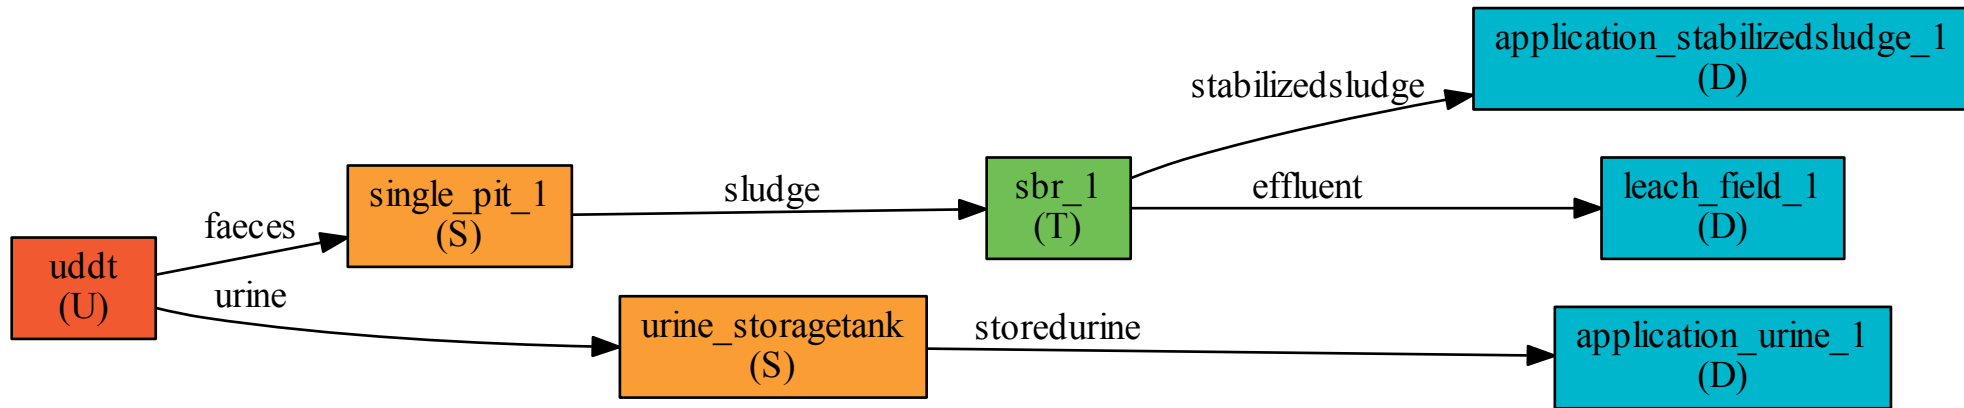 uddt
(U)
faeces
urine
single_pit_1
(S)
urine_storagetank
(S)
sludge
storedurine
sbr_1
(T)
stabilizedsludge
effluent
application_stabilizedsludge_1
(D)
leach_field_1
(D)
application_urine_1
(D)